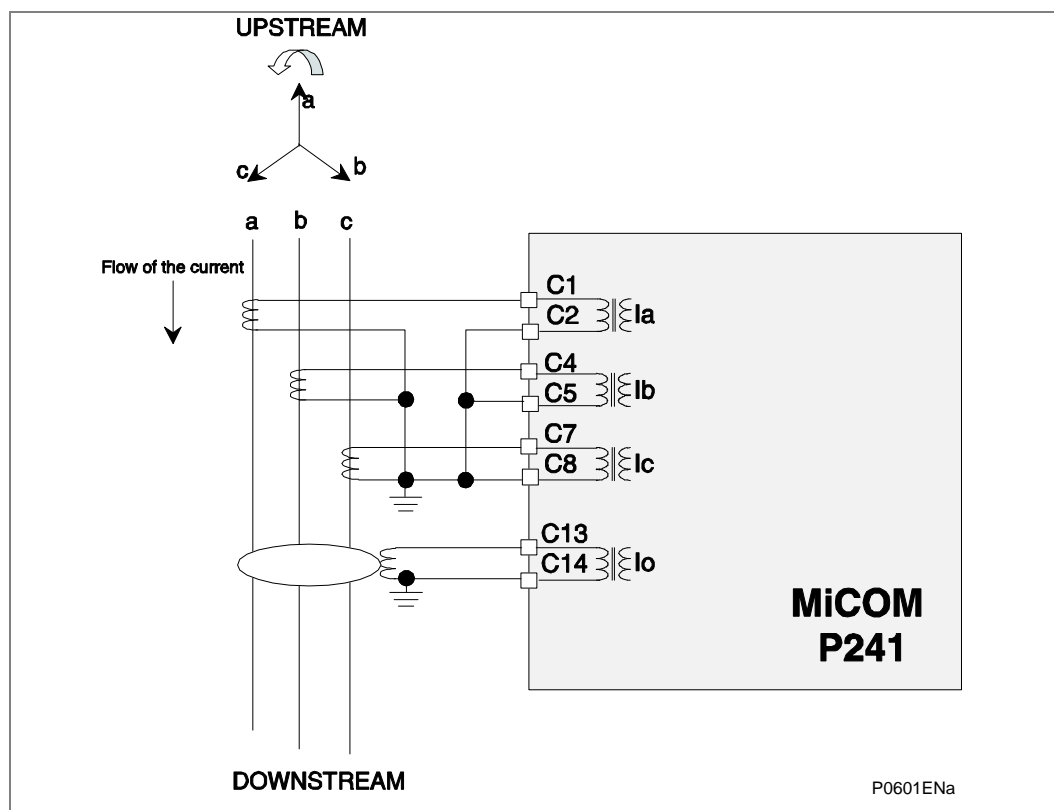 UPSTREAM
a
c
b
a b c
Flow of the current
C1
C2
Ia
C4
C5
Ib
C7
C8
Ic
C13
C14
Io
MiCOM
P241
DOWNSTREAM
P0601ENa